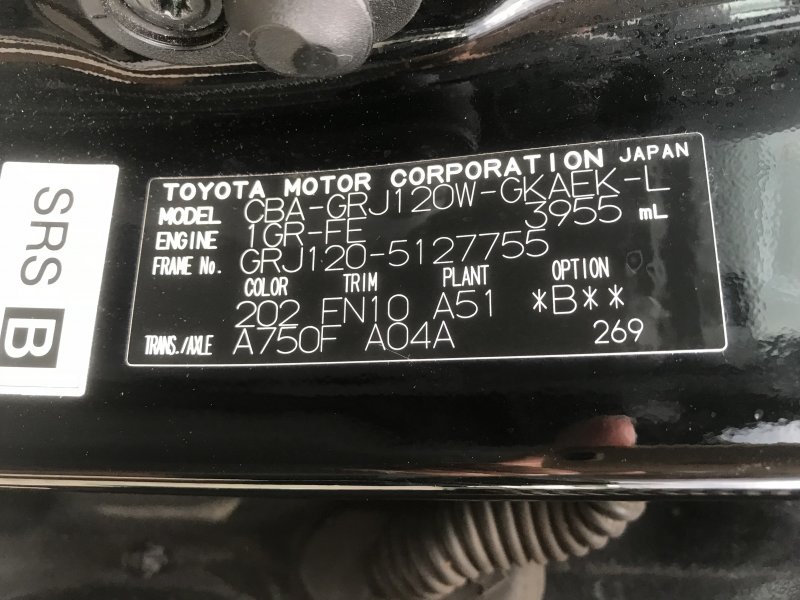 TOYOTA MOTOR CORPORATION JAPAN
MODEL CBA-GRJ120W-GKAEK-L
ENGINE 1GR-FE 3955 mL
FRAME No. GRJ120-5127755
COLOR TRIM PLANT OPTION
202 FN10 A51 *B**
TRANS./AXLE A750F A04A 269
SRS B